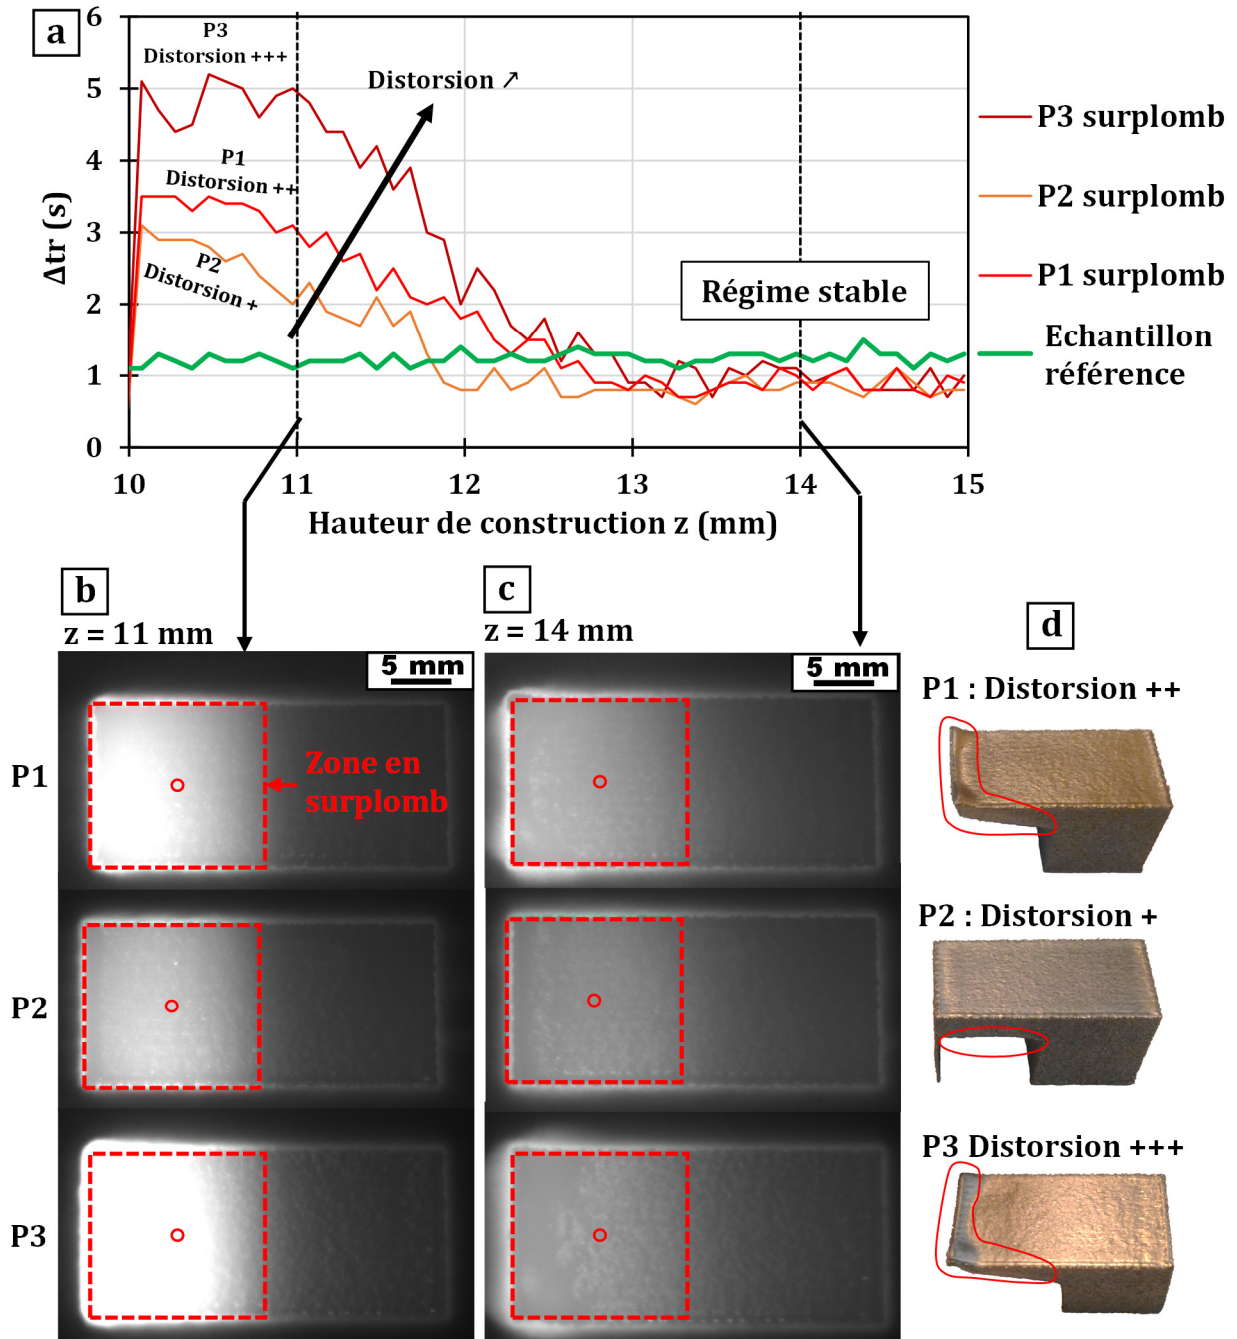 a
6
5
4
3
2
1
0
Δtr (s)
P3
Distorsion +++
Distorsion ↗
P1
Distorsion ++
P2
Distorsion +
Régime stable
P3 surplomb
P2 surplomb
P1 surplomb
Echantillon
référence
10
11
12
13
14
15
Hauteur de construction z (mm)
b
z = 11 mm
c
z = 14 mm
d
5 mm
5 mm
P1
Zone en
surplomb
P2
P3
P1 : Distorsion ++
P2 : Distorsion +
P3 Distorsion +++